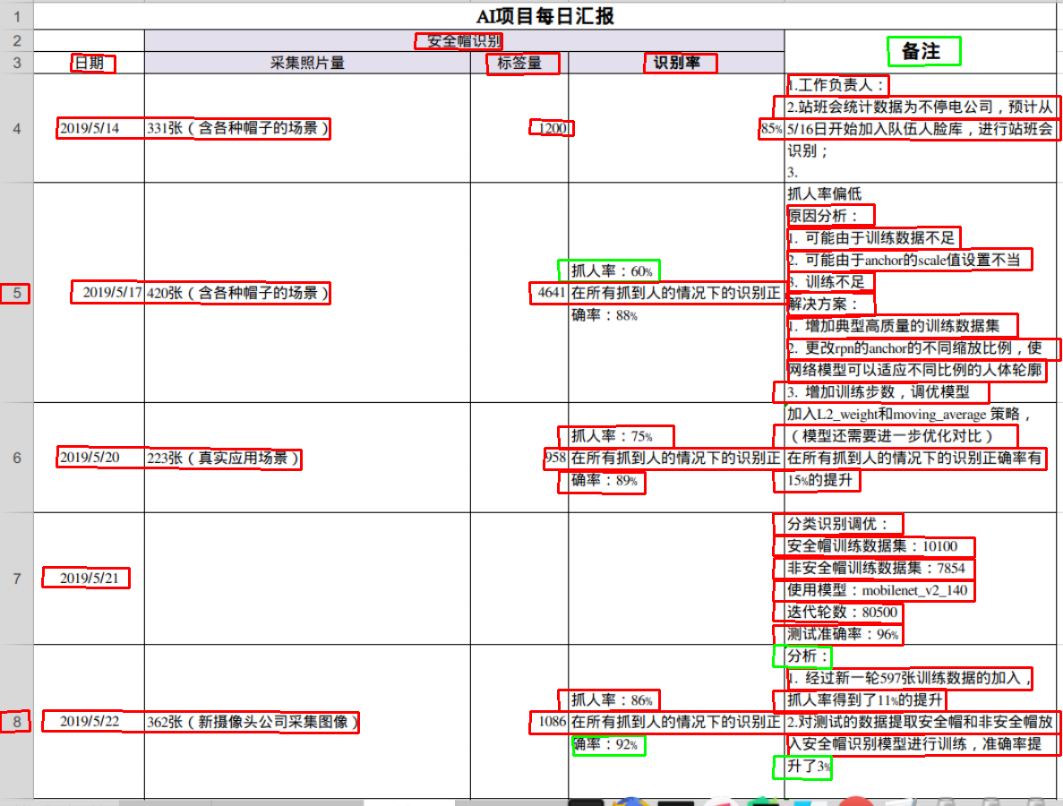 1 AI项目每日汇报
2 安全帽识别 备注
3 日期 采集照片量 标签量 识别率
1.工作负责人：
2.站班会统计数据为不停电公司，预计从
4 2019/5/14 331张（含各种帽子的场景） 1200 85% 5/16日开始加入队伍人脸库，进行站班会
识别；
3.
抓人率偏低
原因分析：
1. 可能由于训练数据不足
2. 可能由于anchor的scale值设置不当
抓人率：60% 3. 训练不足
5 2019/5/17 420张（含各种帽子的场景） 4641 在所有抓到人的情况下的识别正 解决方案：
确率：88% 1. 增加典型高质量的训练数据集
2. 更改rpn的anchor的不同缩放比例，使
网络模型可以适应不同比例的人体轮廓
3. 增加训练步数，调优模型
加入L2_weight和moving_average 策略，
抓人率：75% （模型还需要进一步优化对比）
6 2019/5/20 223张（真实应用场景） 958 在所有抓到人的情况下的识别正 在所有抓到人的情况下的识别正确率有
确率：89% 15%的提升
分类识别调优：
安全帽训练数据集：10100
非安全帽训练数据集：7854
7 2019/5/21 使用模型：mobilenet_v2_140
迭代轮数：80500
测试准确率：96%
分析：
1. 经过新一轮597张训练数据的加入，
抓人率：86% 抓人率得到了11%的提升
8 2019/5/22 362张（新摄像头公司采集图像） 1086 在所有抓到人的情况下的识别正 2.对测试的数据提取安全帽和非安全帽放
确率：92% 入安全帽识别模型进行训练，准确率提
升了3%